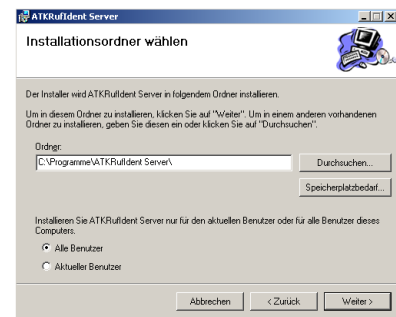 ATKRufIdent Server
Installationsordner wählen
Der Installer wird ATKRufIdent Server in folgendem Ordner installieren.
Um in diesem Ordner zu installieren, klicken Sie auf "Weiter". Um in einem anderen vorhandenen
Ordner zu installieren, geben Sie diesen ein oder klicken Sie auf "Durchsuchen".
Ordner:
C:\Programme\ATKRufIdent Server\
Durchsuchen...
Speicherplatzbedarf...
Installieren Sie ATKRufIdent Server nur für den aktuellen Benutzer oder für alle Benutzer dieses
Computers.
Alle Benutzer
Aktueller Benutzer
Abbrechen
< Zurück
Weiter >